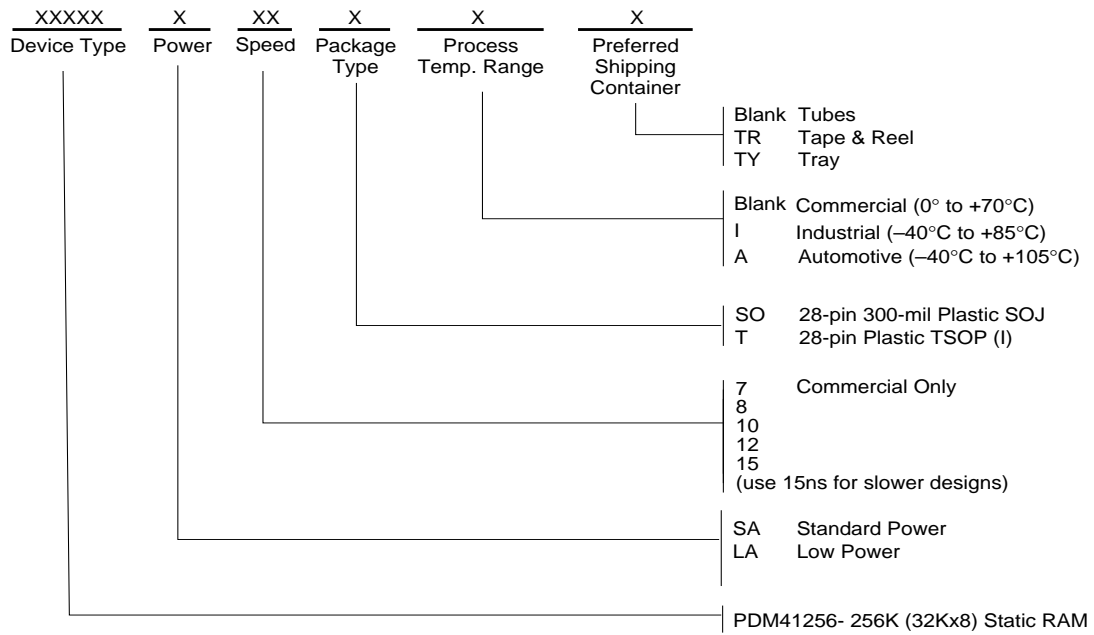 XXXXX X XX X X X
Device Type Power Speed Package Type Process Temp. Range Preferred Shipping Container
Blank Tubes
TR Tape & Reel
TY Tray
Blank Commercial (0° to +70°C)
I Industrial (–40°C to +85°C)
A Automotive (–40°C to +105°C)
SO 28-pin 300-mil Plastic SOJ
T 28-pin Plastic TSOP (I)
7 Commercial Only
8
10
12
15
(use 15ns for slower designs)
SA Standard Power
LA Low Power
PDM41256- 256K (32Kx8) Static RAM